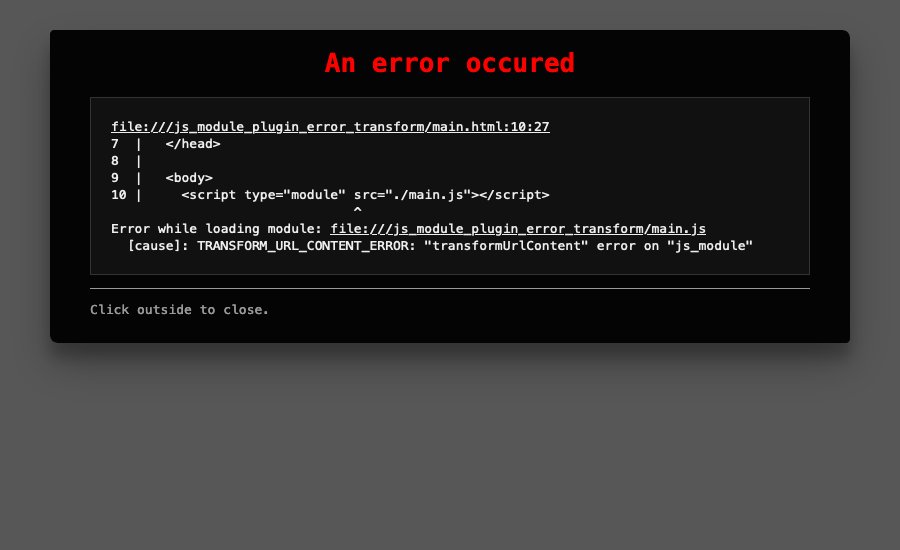 An error occured
file:///js_module_plugin_error_transform/main.html:10:27
7  |   </head>
8  |
9  |   <body>
10 |     <script type="module" src="./main.js"></script>
                               ^
Error while loading module: file:///js_module_plugin_error_transform/main.js
  [cause]: TRANSFORM_URL_CONTENT_ERROR: "transformUrlContent" error on "js_module"
Click outside to close.